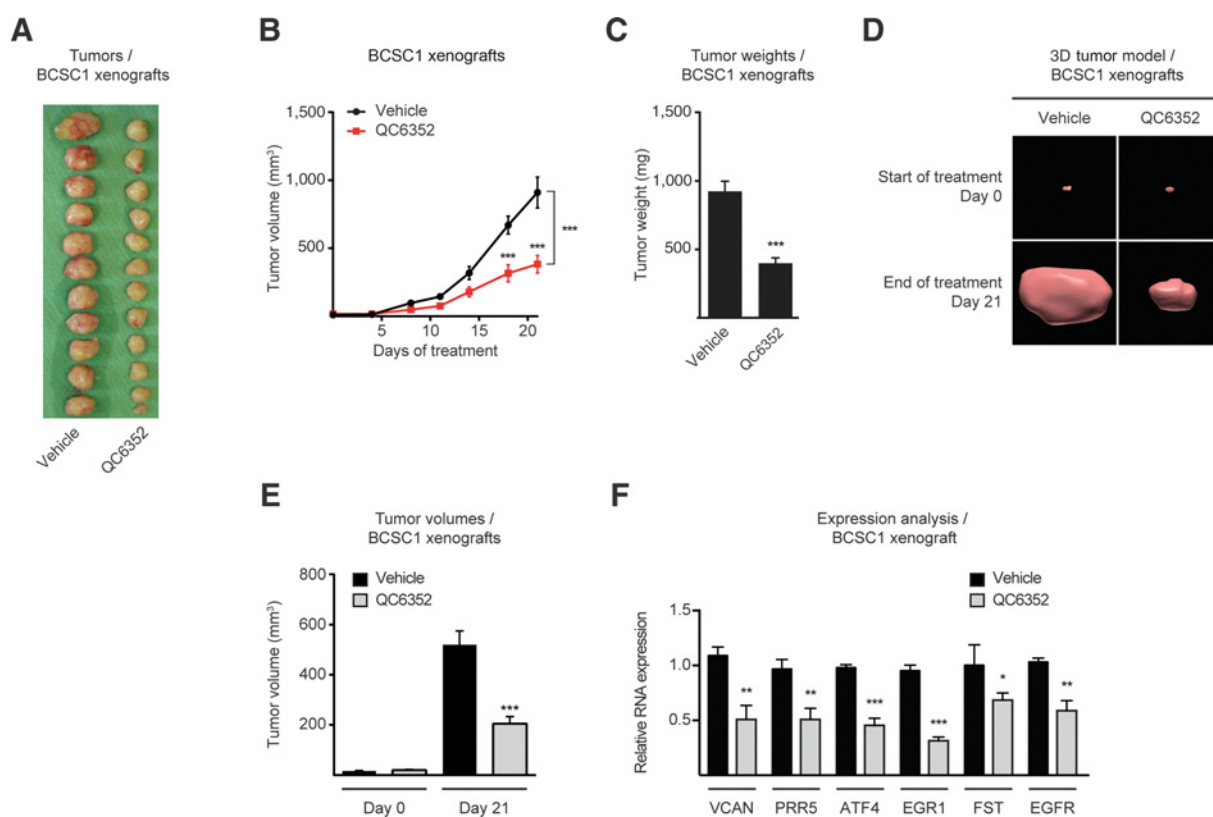 A
Tumors /
BCSC1 xenografts
Vehicle
QC6352
B
BCSC1 xenografts
Vehicle
QC6352
Tumor volume (mm³)
1,500
1,000
500
***
***
***
5
10
15
20
Days of treatment
C
Tumor weights /
BCSC1 xenografts
Tumor weight (mg)
1,500
1,000
500
***
Vehicle
QC6352
D
3D tumor model /
BCSC1 xenografts
Vehicle
QC6352
Start of treatment
Day 0
End of treatment
Day 21
E
Tumor volumes /
BCSC1 xenografts
Vehicle
QC6352
Tumor volume (mm³)
800
600
400
200
***
Day 0
Day 21
F
Expression analysis /
BCSC1 xenograft
Vehicle
QC6352
Relative RNA expression
1.5
1.0
0.5
**
**
***
***
*
**
VCAN
PRR5
ATF4
EGR1
FST
EGFR